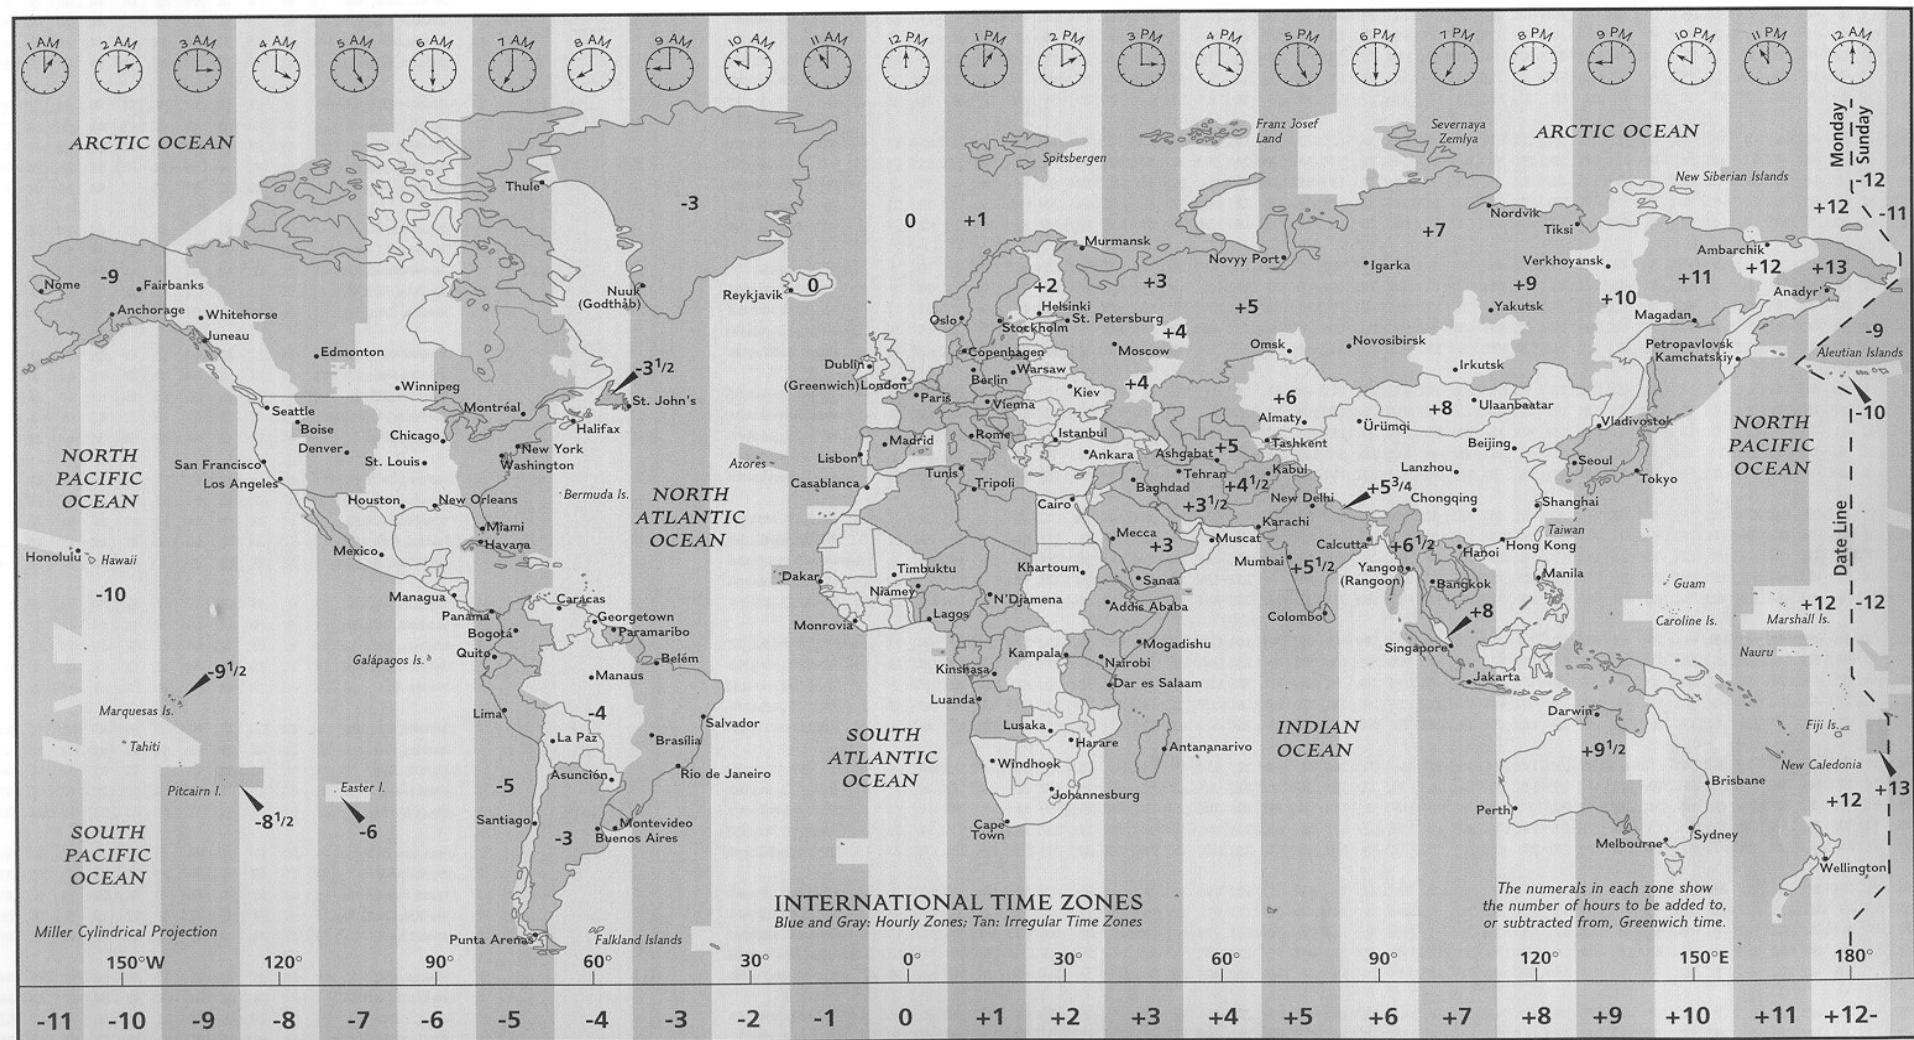 1 AM 2 AM 3 AM 4 AM 5 AM 6 AM 7 AM 8 AM 9 AM 10 AM 11 AM 12 PM 1 PM 2 PM 3 PM 4 PM 5 PM 6 PM 7 PM 8 PM 9 PM 10 PM 11 PM 12 AM
ARCTIC OCEAN
Thule
-3
0
+1
Spitsbergen
Franz Josef
Land
Severnaya
Zemlya
ARCTIC OCEAN
New Siberian Islands
Monday
Sunday
-12
+12
-11
-9
Nome
Fairbanks
Anchorage
Whitehorse
Juneau
Edmonton
Winnipeg
Nuuk
(Godthåb)
Reykjavik
0
-3 1/2
St. John's
Halifax
Montréal
Seattle
Boise
Denver
Chicago
St. Louis
New York
Washington
San Francisco
Los Angeles
Houston
New Orleans
Miami
Havana
Mexico
Bermuda Is.
Azores
NORTH
PACIFIC
OCEAN
NORTH
ATLANTIC
OCEAN
Honolulu
Hawaii
-10
Managua
Panama
Caracas
Georgetown
Paramaribo
Bogotá
Quito
Galápagos Is.
Belém
Manaus
-9 1/2
Marquesas Is.
Tahiti
Lima
-4
La Paz
Salvador
Brasília
Asunción
Rio de Janeiro
-5
Pitcairn I.
-8 1/2
Easter I.
-6
Santiago
-3
Montevideo
Buenos Aires
SOUTH
PACIFIC
OCEAN
Punta Arenas
Falkland Islands
Miller Cylindrical Projection
Murmansk
Novyy Port
+7
Nordvik
Tiksi
Igarka
Verkhoyansk
Ambarchik
+11
+12
+13
Anadyr'
+2
Helsinki
+3
+5
+9
Yakutsk
+10
Magadan
Oslo
Stockholm
St. Petersburg
+4
Moscow
Omsk
Novosibirsk
Irkutsk
Petropavlovsk
Kamchatskiy
-9
Aleutian Islands
-10
Dublin
(Greenwich)
London
Copenhagen
Berlin
Warsaw
Paris
Vienna
Kiev
+4
+6
Almaty
+8
Ulaanbaatar
Ürümqi
Vladivostok
Madrid
Rome
Istanbul
Ankara
Lisbon
Casablanca
Tunis
Tripoli
Cairo
Ashgabat
+5
Tashkent
Tehran
Baghdad
+4 1/2
Kabul
+3 1/2
New Delhi
+5 3/4
Beijing
Lanzhou
Chongqing
Seoul
Tokyo
Shanghai
NORTH
PACIFIC
OCEAN
Mecca
+3
Muscat
Karachi
Calcutta
Mumbai
+5 1/2
+6 1/2
Yangon
(Rangoon)
Hanoi
Hong Kong
Taiwan
Bangkok
Manila
Guam
Date Line
Dakar
Timbuktu
Niamey
Khartoum
Sanaa
N'Djamena
Addis Ababa
Lagos
Monrovia
Colombo
+8
Singapore
Caroline Is.
+12
-12
Marshall Is.
Nauru
Kampala
Mogadishu
Nairobi
Kinshasa
Dar es Salaam
Luanda
Jakarta
Darwin
+9 1/2
Fiji Is.
New Caledonia
+13
+12
Lusaka
Harare
Antananarivo
Windhoek
Johannesburg
Cape
Town
SOUTH
ATLANTIC
OCEAN
INDIAN
OCEAN
Perth
Brisbane
Sydney
Melbourne
Wellington
INTERNATIONAL TIME ZONES
Blue and Gray: Hourly Zones; Tan: Irregular Time Zones
The numerals in each zone show
the number of hours to be added to,
or subtracted from, Greenwich time.
150°W 120° 90° 60° 30° 0° 30° 60° 90° 120° 150°E 180°
-11 -10 -9 -8 -7 -6 -5 -4 -3 -2 -1 0 +1 +2 +3 +4 +5 +6 +7 +8 +9 +10 +11 +12-